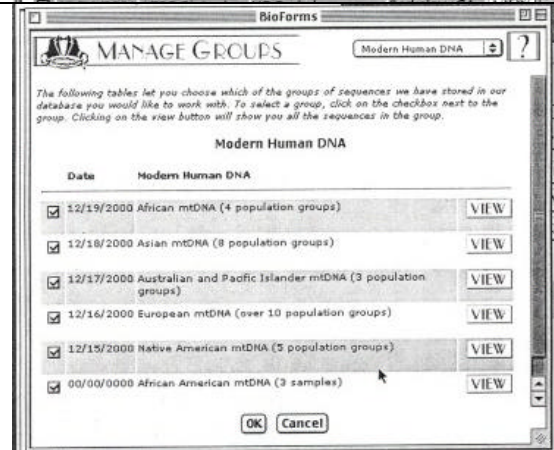 BioForms
MANAGE GROUPS
Modern Human DNA
?
The following tables let you choose which of the groups of sequences we have stored in our
database you would like to work with. To select a group, click on the checkbox next to the
group. Clicking on the view button will show you all the sequences in the group.
Modern Human DNA
Date Modern Human DNA
12/19/2000 African mtDNA (4 population groups) VIEW
12/18/2000 Asian mtDNA (8 population groups) VIEW
12/17/2000 Australian and Pacific Islander mtDNA (3 population
groups) VIEW
12/16/2000 European mtDNA (over 10 population groups) VIEW
12/15/2000 Native American mtDNA (5 population groups) VIEW
00/00/0000 African American mtDNA (3 samples) VIEW
OK Cancel